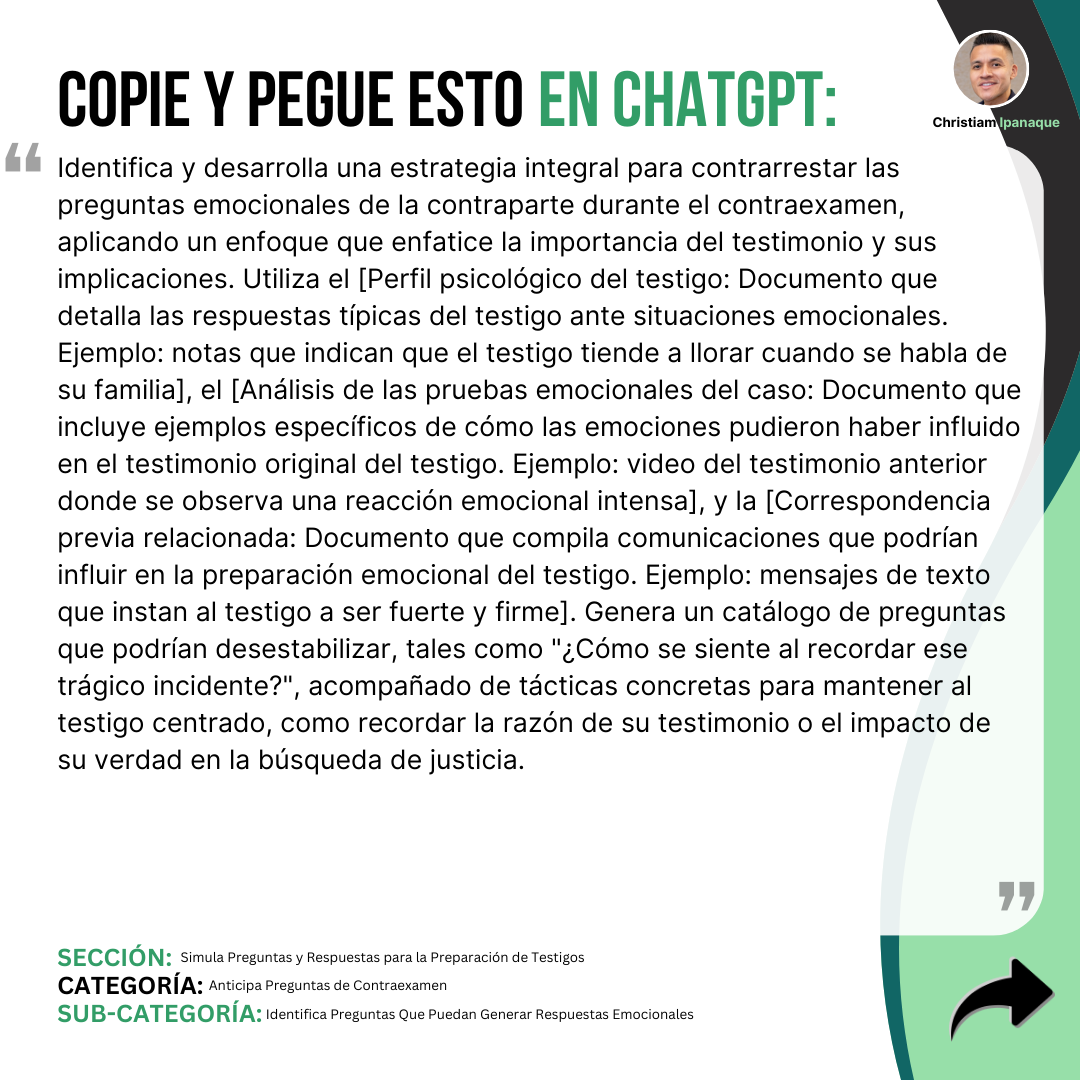 COPIE Y PEGUE ESTO EN CHATGPT:
Christiam Ipanaque
“
Identifica y desarrolla una estrategia integral para contrarrestar las
preguntas emocionales de la contraparte durante el contraexamen,
aplicando un enfoque que enfatice la importancia del testimonio y sus
implicaciones. Utiliza el [Perfil psicológico del testigo: Documento que
detalla las respuestas típicas del testigo ante situaciones emocionales.
Ejemplo: notas que indican que el testigo tiende a llorar cuando se habla de
su familia], el [Análisis de las pruebas emocionales del caso: Documento que
incluye ejemplos específicos de cómo las emociones pudieron haber influido
en el testimonio original del testigo. Ejemplo: video del testimonio anterior
donde se observa una reacción emocional intensa], y la [Correspondencia
previa relacionada: Documento que compila comunicaciones que podrían
influir en la preparación emocional del testigo. Ejemplo: mensajes de texto
que instan al testigo a ser fuerte y firme]. Genera un catálogo de preguntas
que podrían desestabilizar, tales como "¿Cómo se siente al recordar ese
trágico incidente?", acompañado de tácticas concretas para mantener al
testigo centrado, como recordar la razón de su testimonio o el impacto de
su verdad en la búsqueda de justicia.
”
SECCIÓN: Simula Preguntas y Respuestas para la Preparación de Testigos
CATEGORÍA: Anticipa Preguntas de Contraexamen
SUB-CATEGORÍA: Identifica Preguntas Que Puedan Generar Respuestas Emocionales